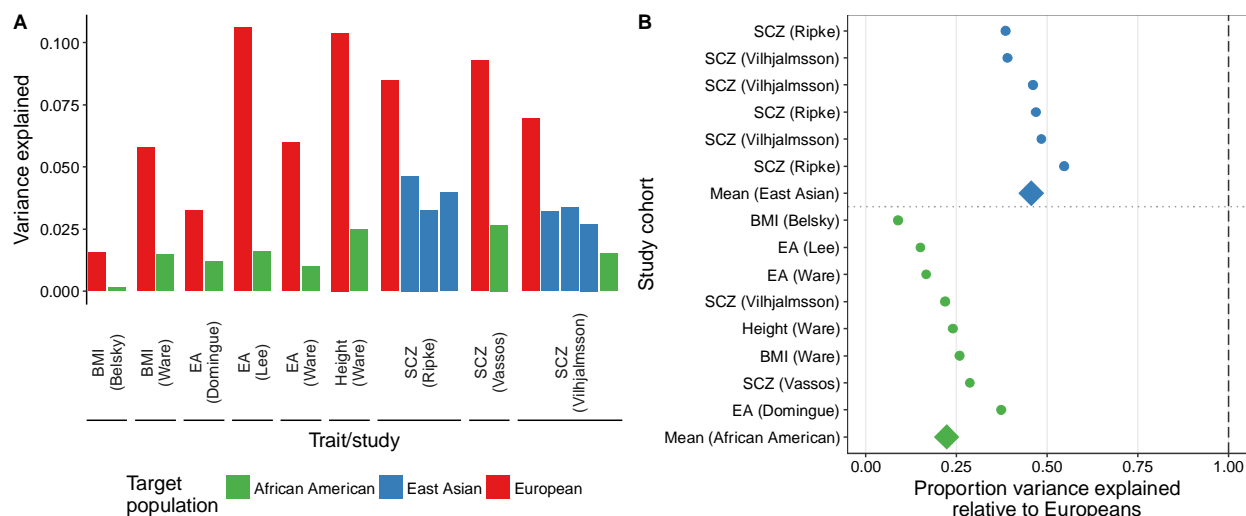 A
Variance explained
0.100
0.075
0.050
0.025
0.000
BMI
(Belsky)
BMI
(Ware)
EA
(Domingue)
EA
(Lee)
EA
(Ware)
Height
(Ware)
SCZ
(Ripke)
SCZ
(Vassos)
SCZ
(Vilhjalmsson)
Trait/study
Target
population
African American
East Asian
European
B
Study cohort
SCZ (Ripke)
SCZ (Vilhjalmsson)
SCZ (Vilhjalmsson)
SCZ (Ripke)
SCZ (Vilhjalmsson)
SCZ (Ripke)
Mean (East Asian)
BMI (Belsky)
EA (Lee)
EA (Ware)
SCZ (Vilhjalmsson)
Height (Ware)
BMI (Ware)
SCZ (Vassos)
EA (Domingue)
Mean (African American)
0.00
0.25
0.50
0.75
1.00
Proportion variance explained
relative to Europeans